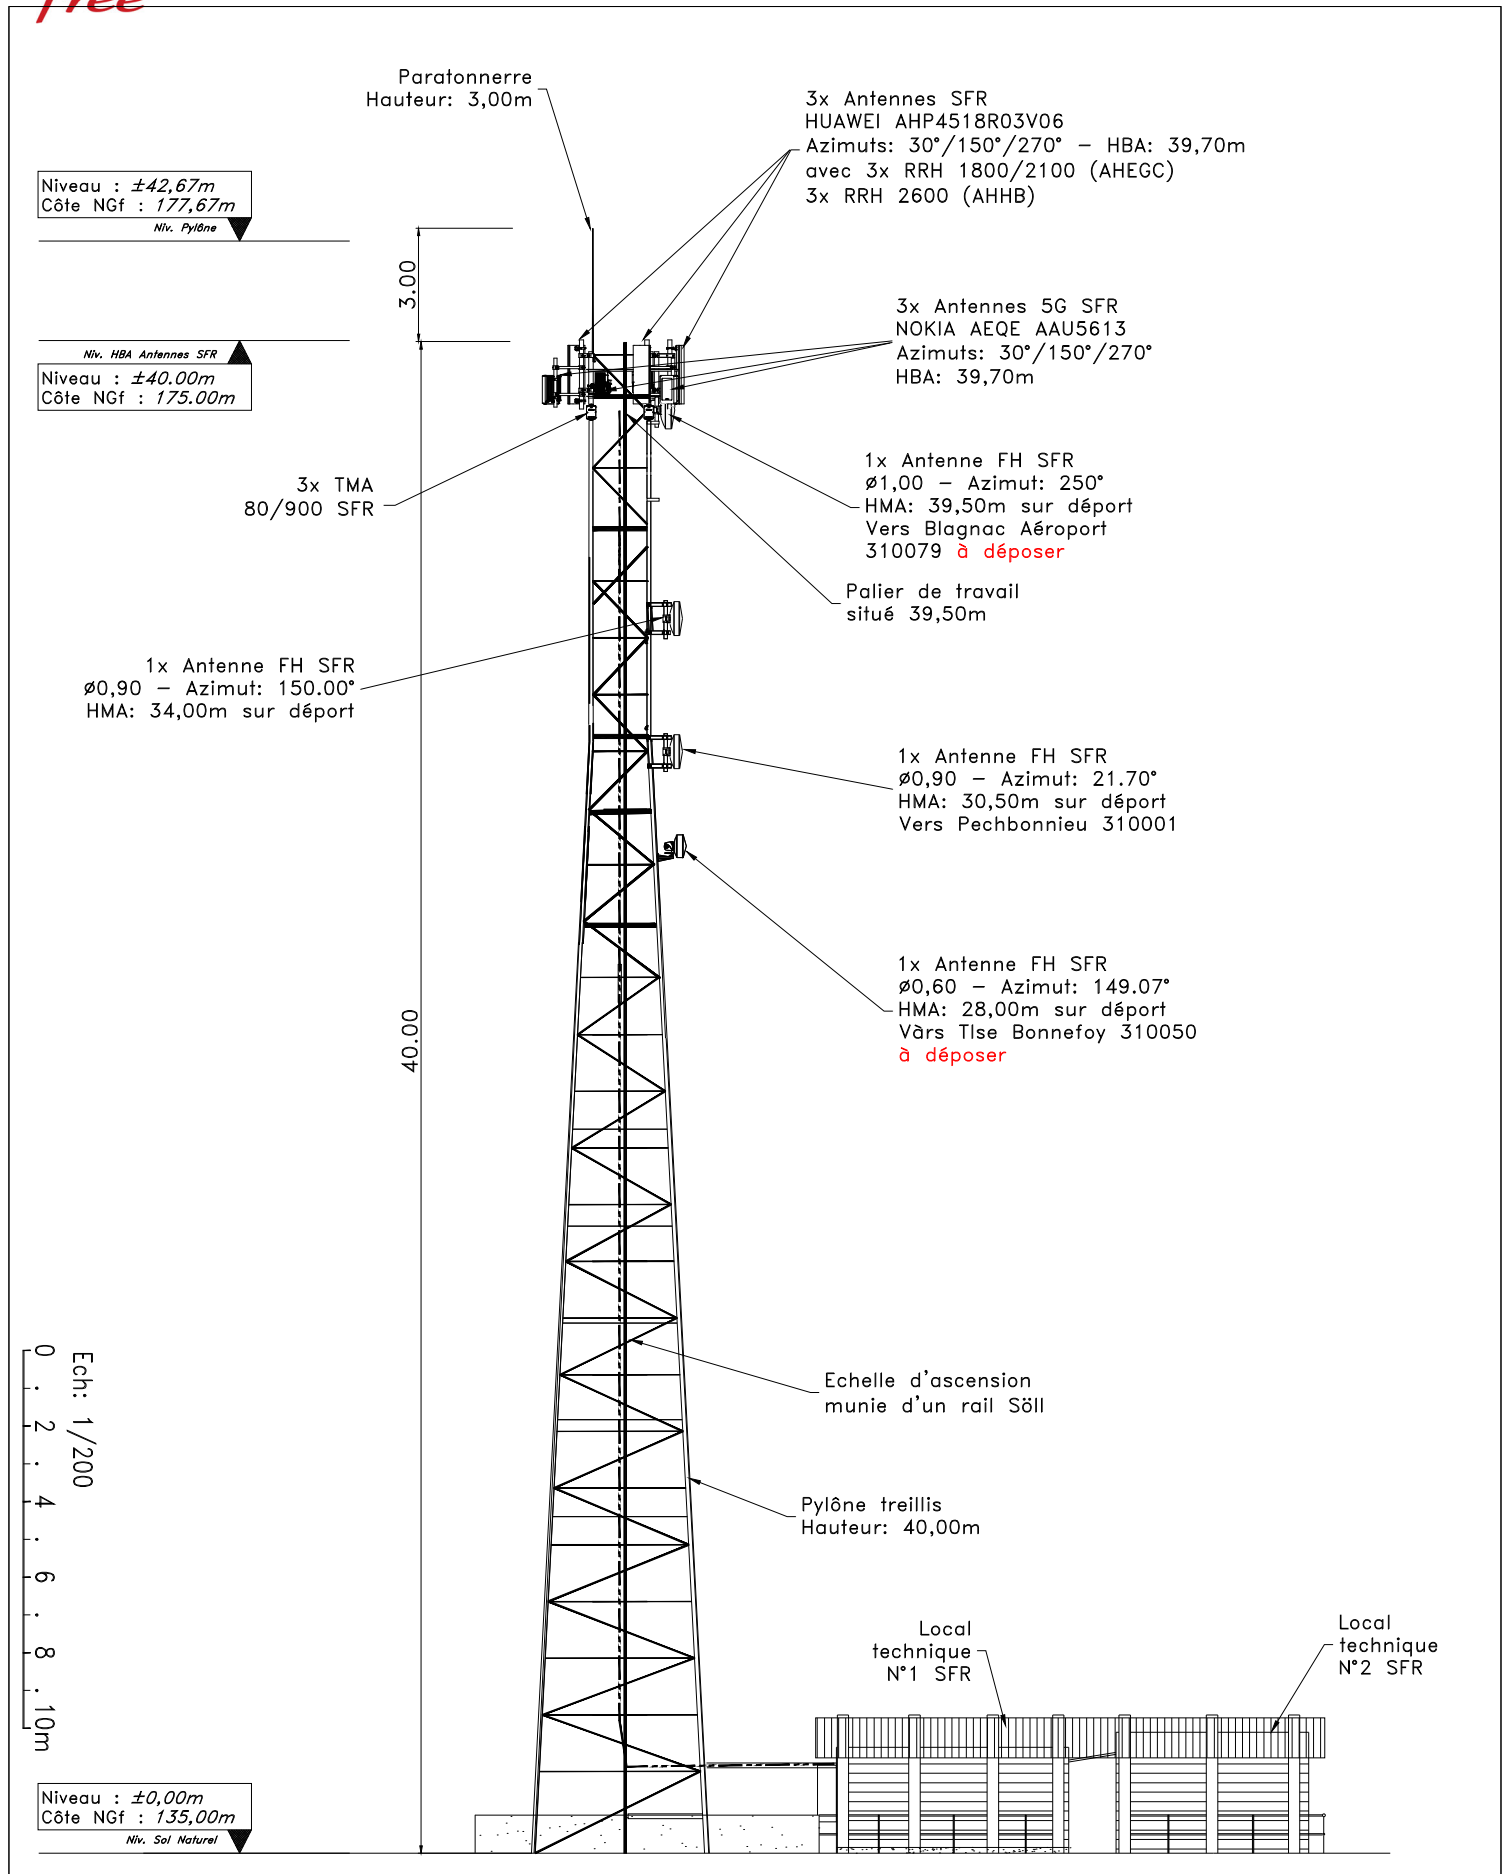 free
Paratonnerre
Hauteur: 3,00m
3x Antennes SFR
HUAWEI AHP4518R03V06
Azimuts: 30°/150°/270° – HBA: 39,70m
avec 3x RRH 1800/2100 (AHEGC)
3x RRH 2600 (AHHB)
Niveau : ±42,67m
Côte NGf : 177,67m
Niv. Pylône
3.00
Niv. HBA Antennes SFR
Niveau : ±40.00m
Côte NGf : 175.00m
3x Antennes 5G SFR
NOKIA AEQE AAU5613
Azimuts: 30°/150°/270°
HBA: 39,70m
3x TMA
80/900 SFR
1x Antenne FH SFR
ø1,00 – Azimut: 250°
HMA: 39,50m sur déport
Vers Blagnac Aéroport
310079 à déposer
Palier de travail
situé 39,50m
1x Antenne FH SFR
ø0,90 – Azimut: 150.00°
HMA: 34,00m sur déport
1x Antenne FH SFR
ø0,90 – Azimut: 21.70°
HMA: 30,50m sur déport
Vers Pechbonnieu 310001
1x Antenne FH SFR
ø0,60 – Azimut: 149.07°
HMA: 28,00m sur déport
Vàrs Tlse Bonnefoy 310050
à déposer
40.00
Echelle d'ascension
munie d'un rail Söll
Pylône treillis
Hauteur: 40,00m
Ech: 1/200
0 2 4 6 8 10m
Local
technique
N°1 SFR
Local
technique
N°2 SFR
Niveau : ±0,00m
Côte NGf : 135,00m
Niv. Sol Naturel